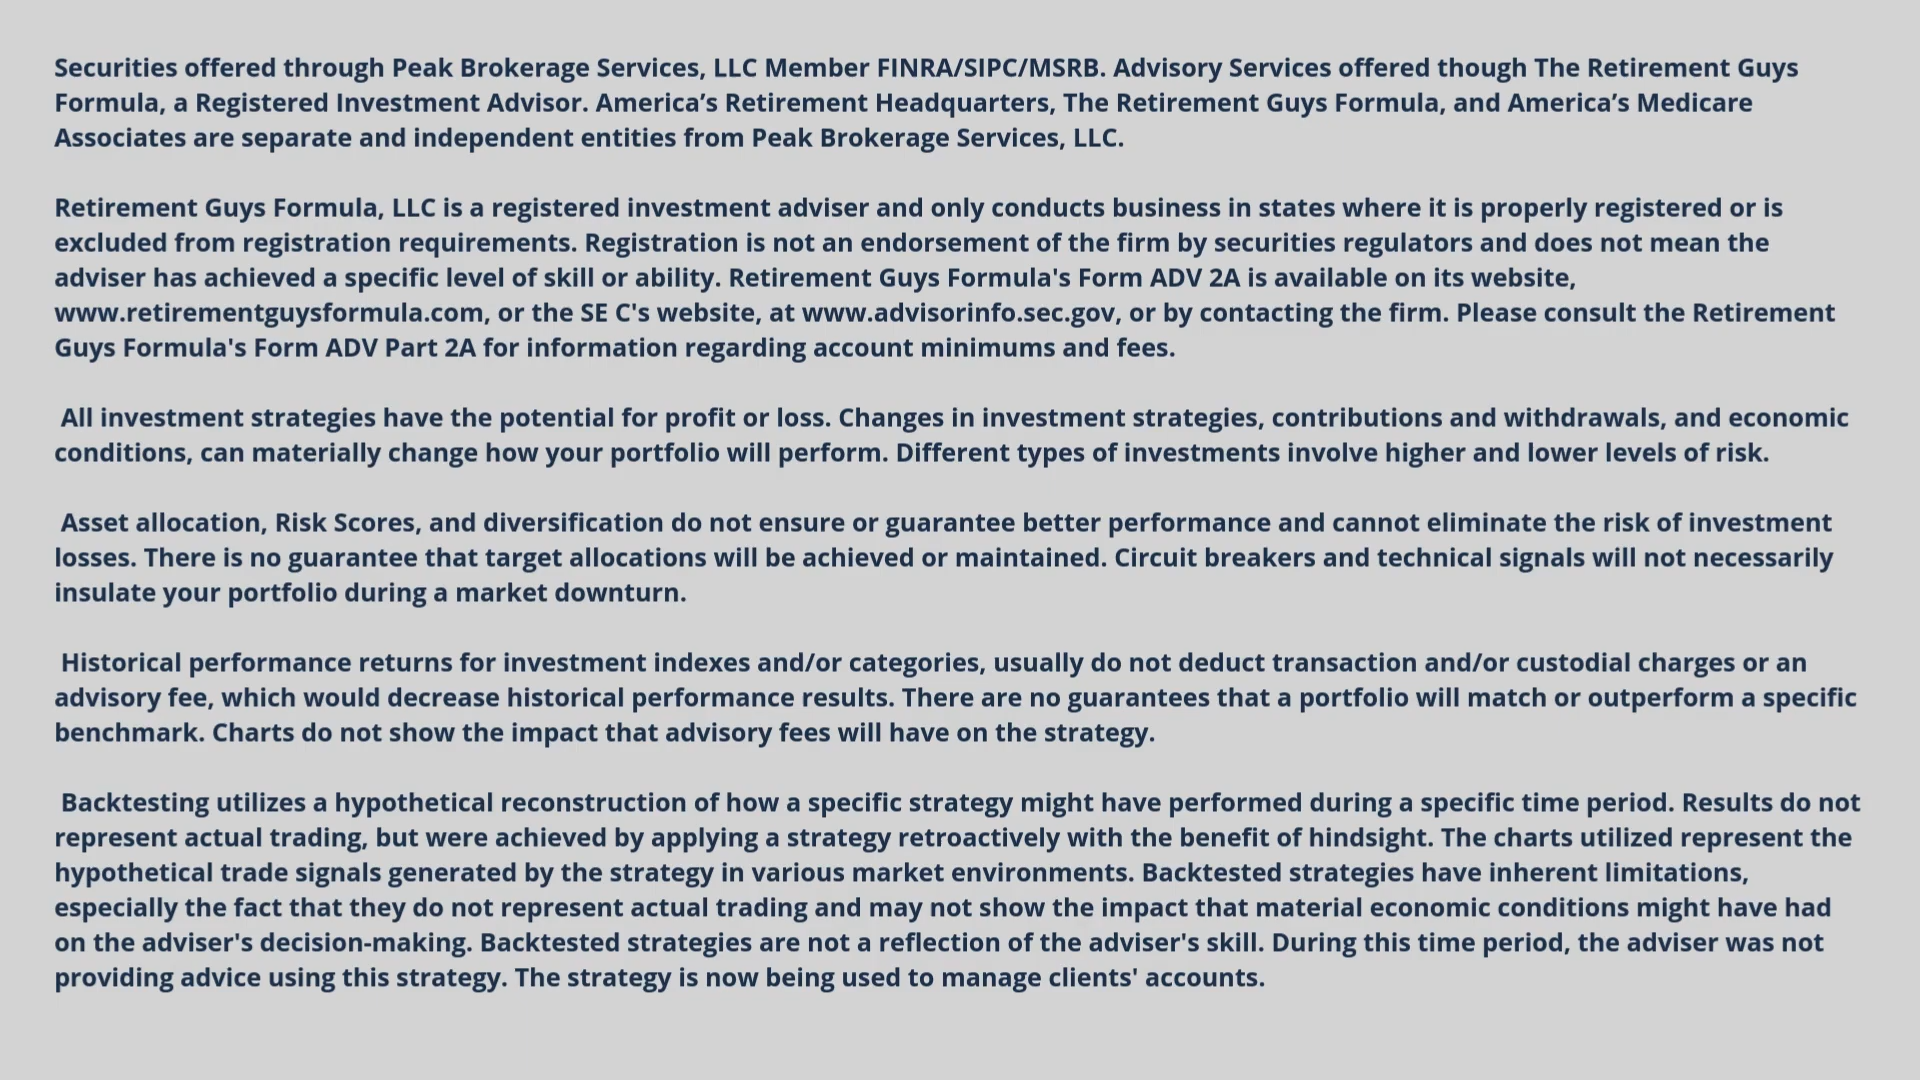 Securities offered through Peak Brokerage Services, LLC Member FINRA/SIPC/MSRB. Advisory Services offered though The Retirement Guys
Formula, a Registered Investment Advisor. America’s Retirement Headquarters, The Retirement Guys Formula, and America’s Medicare
Associates are separate and independent entities from Peak Brokerage Services, LLC.
Retirement Guys Formula, LLC is a registered investment adviser and only conducts business in states where it is properly registered or is
excluded from registration requirements. Registration is not an endorsement of the firm by securities regulators and does not mean the
adviser has achieved a specific level of skill or ability. Retirement Guys Formula's Form ADV 2A is available on its website,
www.retirementguysformula.com, or the SE C's website, at www.advisorinfo.sec.gov, or by contacting the firm. Please consult the Retirement
Guys Formula's Form ADV Part 2A for information regarding account minimums and fees.
All investment strategies have the potential for profit or loss. Changes in investment strategies, contributions and withdrawals, and economic
conditions, can materially change how your portfolio will perform. Different types of investments involve higher and lower levels of risk.
Asset allocation, Risk Scores, and diversification do not ensure or guarantee better performance and cannot eliminate the risk of investment
losses. There is no guarantee that target allocations will be achieved or maintained. Circuit breakers and technical signals will not necessarily
insulate your portfolio during a market downturn.
Historical performance returns for investment indexes and/or categories, usually do not deduct transaction and/or custodial charges or an
advisory fee, which would decrease historical performance results. There are no guarantees that a portfolio will match or outperform a specific
benchmark. Charts do not show the impact that advisory fees will have on the strategy.
Backtesting utilizes a hypothetical reconstruction of how a specific strategy might have performed during a specific time period. Results do not
represent actual trading, but were achieved by applying a strategy retroactively with the benefit of hindsight. The charts utilized represent the
hypothetical trade signals generated by the strategy in various market environments. Backtested strategies have inherent limitations,
especially the fact that they do not represent actual trading and may not show the impact that material economic conditions might have had
on the adviser's decision-making. Backtested strategies are not a reflection of the adviser's skill. During this time period, the adviser was not
providing advice using this strategy. The strategy is now being used to manage clients' accounts.